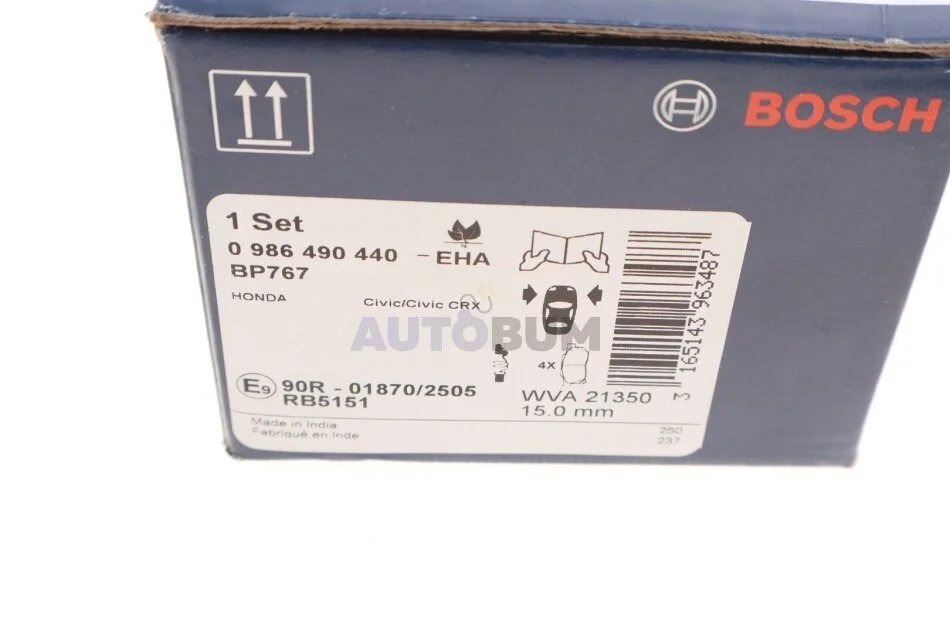 BOSCH
1 Set
0 986 490 440 - EHA
BP767
HONDA Civic/Civic CRX
AUTOBUM
4X
E9 90R - 01870/2505
RB5151
WVA 21350
15.0 mm
3 165143 963487
Made in India
Fabriqué en Inde
250
237